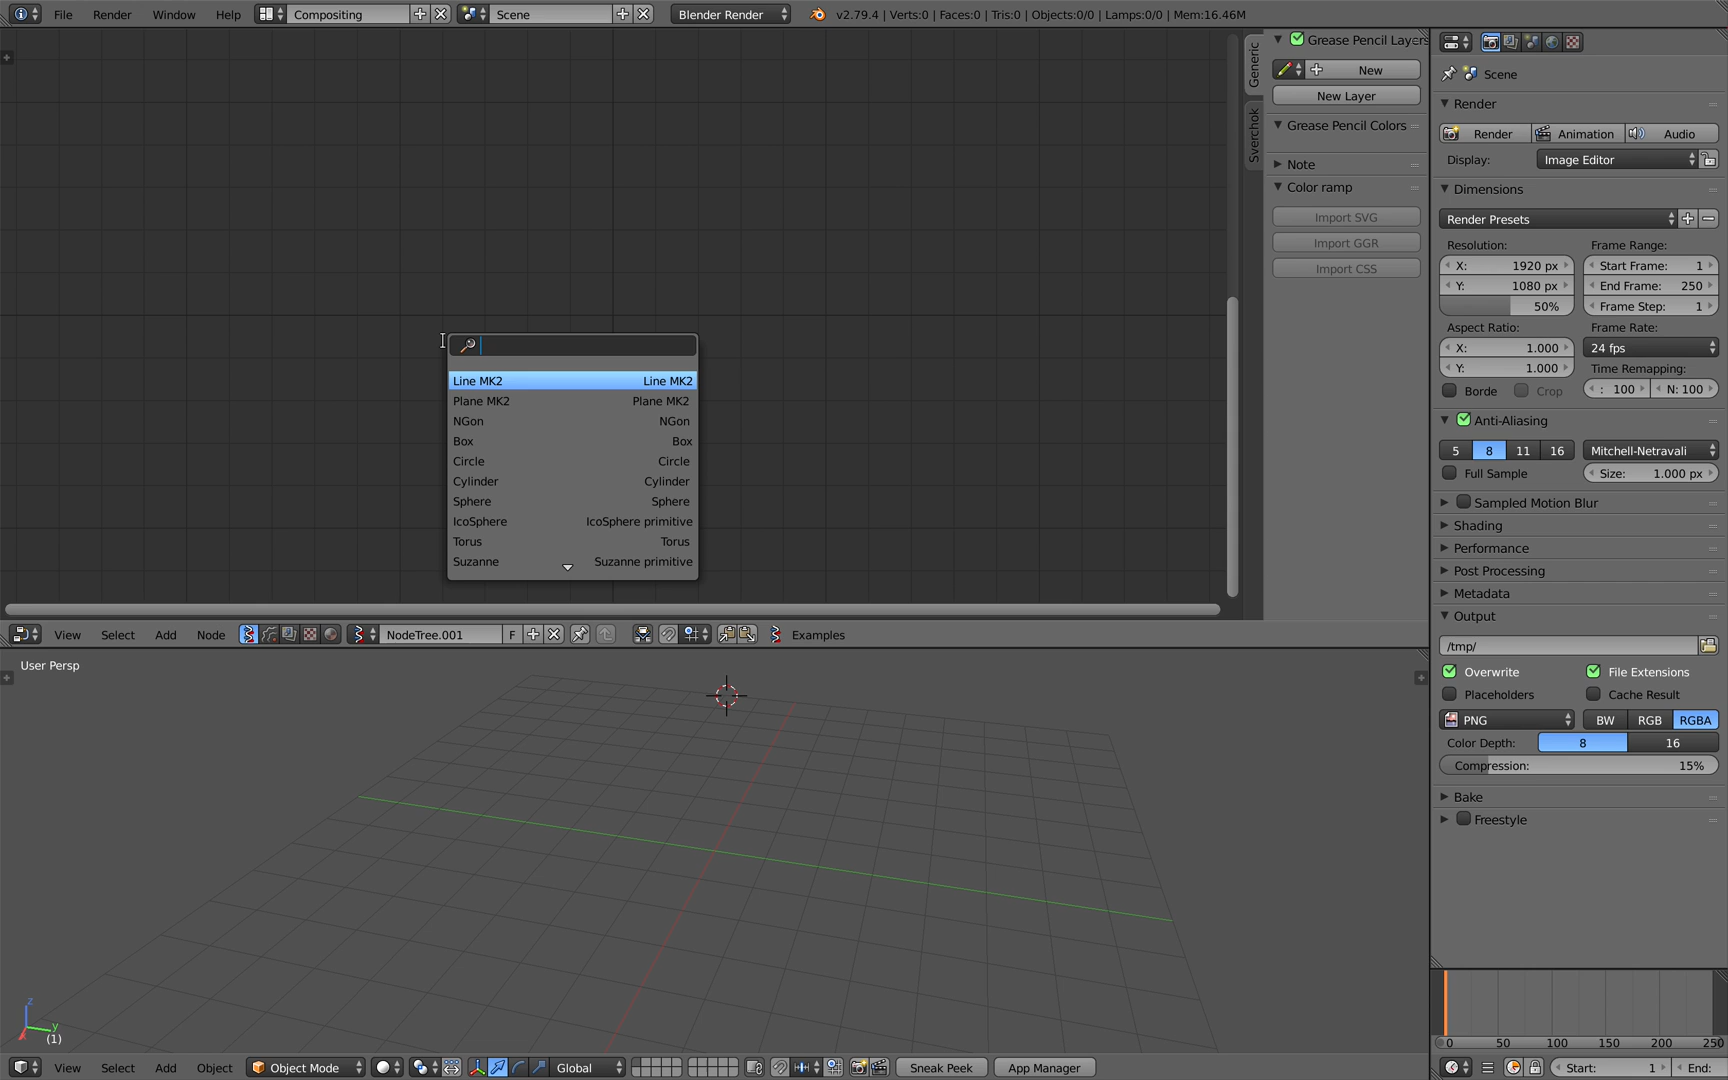 File Render Window Help Compositing Scene Blender Render v2.79.4 | Verts:0 | Faces:0 | Tris:0 | Objects:0/0 | Lamps:0/0 | Mem:16.46M
Generic
Sverchok
Grease Pencil Layers
New
New Layer
Grease Pencil Colors
Note
Color ramp
Import SVG
Import GGR
Import CSS
Line MK2 Line MK2
Plane MK2 Plane MK2
NGon NGon
Box Box
Circle Circle
Cylinder Cylinder
Sphere Sphere
IcoSphere IcoSphere primitive
Torus Torus
Suzanne Suzanne primitive
View Select Add Node NodeTree.001 F Examples
User Persp
z
y
(1)
View Select Add Object Object Mode Global Sneak Peek App Manager
Scene
Render
Render Animation Audio
Display: Image Editor
Dimensions
Render Presets
Resolution: Frame Range:
X: 1920 px Start Frame: 1
Y: 1080 px End Frame: 250
50% Frame Step: 1
Aspect Ratio: Frame Rate:
X: 1.000 24 fps
Y: 1.000 Time Remapping:
Borde Crop : 100 N: 100
Anti-Aliasing
5 8 11 16 Mitchell-Netravali
Full Sample Size: 1.000 px
Sampled Motion Blur
Shading
Performance
Post Processing
Metadata
Output
/tmp/
Overwrite File Extensions
Placeholders Cache Result
PNG BW RGB RGBA
Color Depth: 8 16
Compression: 15%
Bake
Freestyle
0 50 100 150 200 250
Start: 1 End: